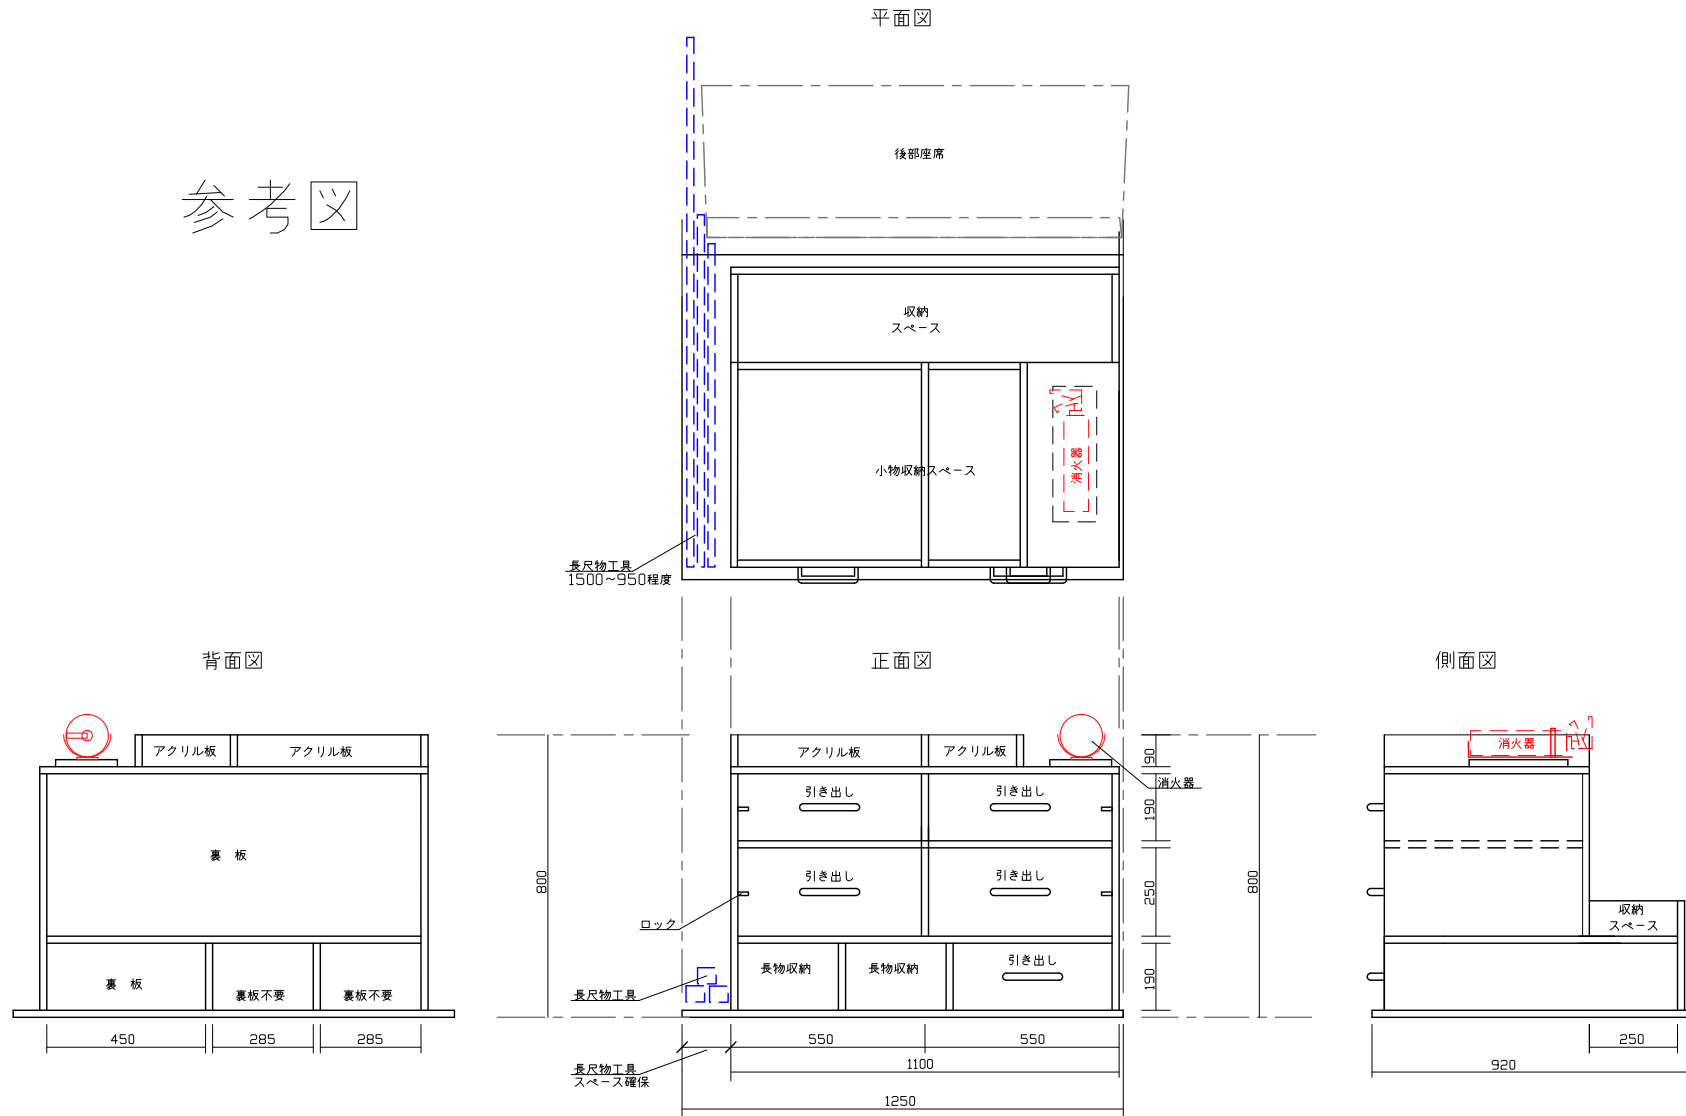 平面図
後部座席
参考図
収納
スペース
小物収納スペース
消火器
長尺物工具
1500～950程度
背面図
正面図
側面図
アクリル板
アクリル板
裏 板
裏 板
裏板不要
裏板不要
450
285
285
800
アクリル板
アクリル板
引き出し
引き出し
引き出し
引き出し
ロック
長物収納
長物収納
引き出し
長尺物工具
長尺物工具
スペース確保
消火器
90
190
250
190
550
550
1100
1250
800
消火器
収納
スペース
250
920